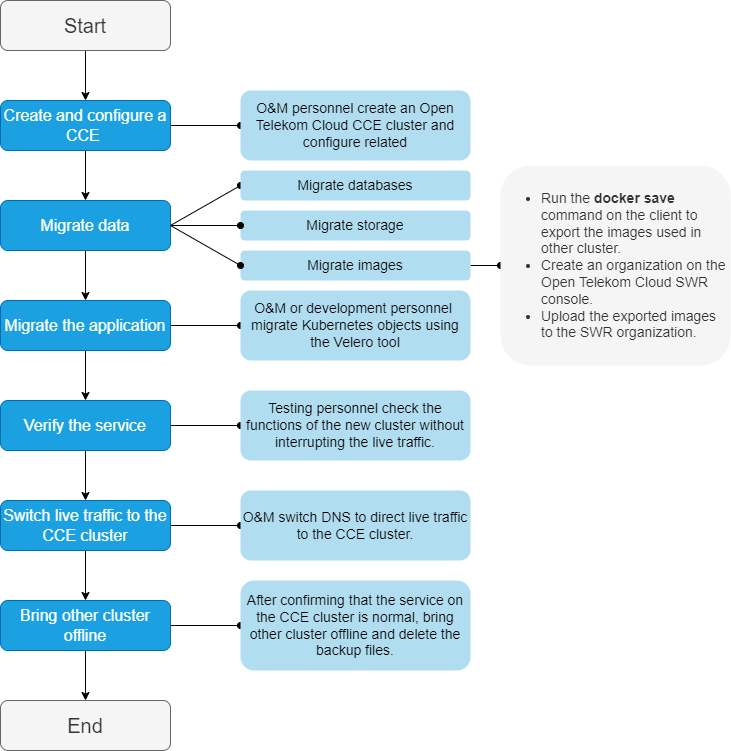 Start
Create and configure a
CCE
O&M personnel create an Open
Telekom Cloud CCE cluster and
configure related
Migrate data
Migrate databases
Migrate storage
Migrate images
• Run the docker save
command on the client to
export the images used in
other cluster.
• Create an organization on the
Open Telekom Cloud SWR
console.
• Upload the exported images
to the SWR organization.
Migrate the application
O&M or development personnel
migrate Kubernetes objects using
the Velero tool
Verify the service
Testing personnel check the
functions of the new cluster without
interrupting the live traffic.
Switch live traffic to the
CCE cluster
O&M switch DNS to direct live traffic
to the CCE cluster.
Bring other cluster
offline
After confirming that the service on
the CCE cluster is normal, bring
other cluster offline and delete the
backup files.
End